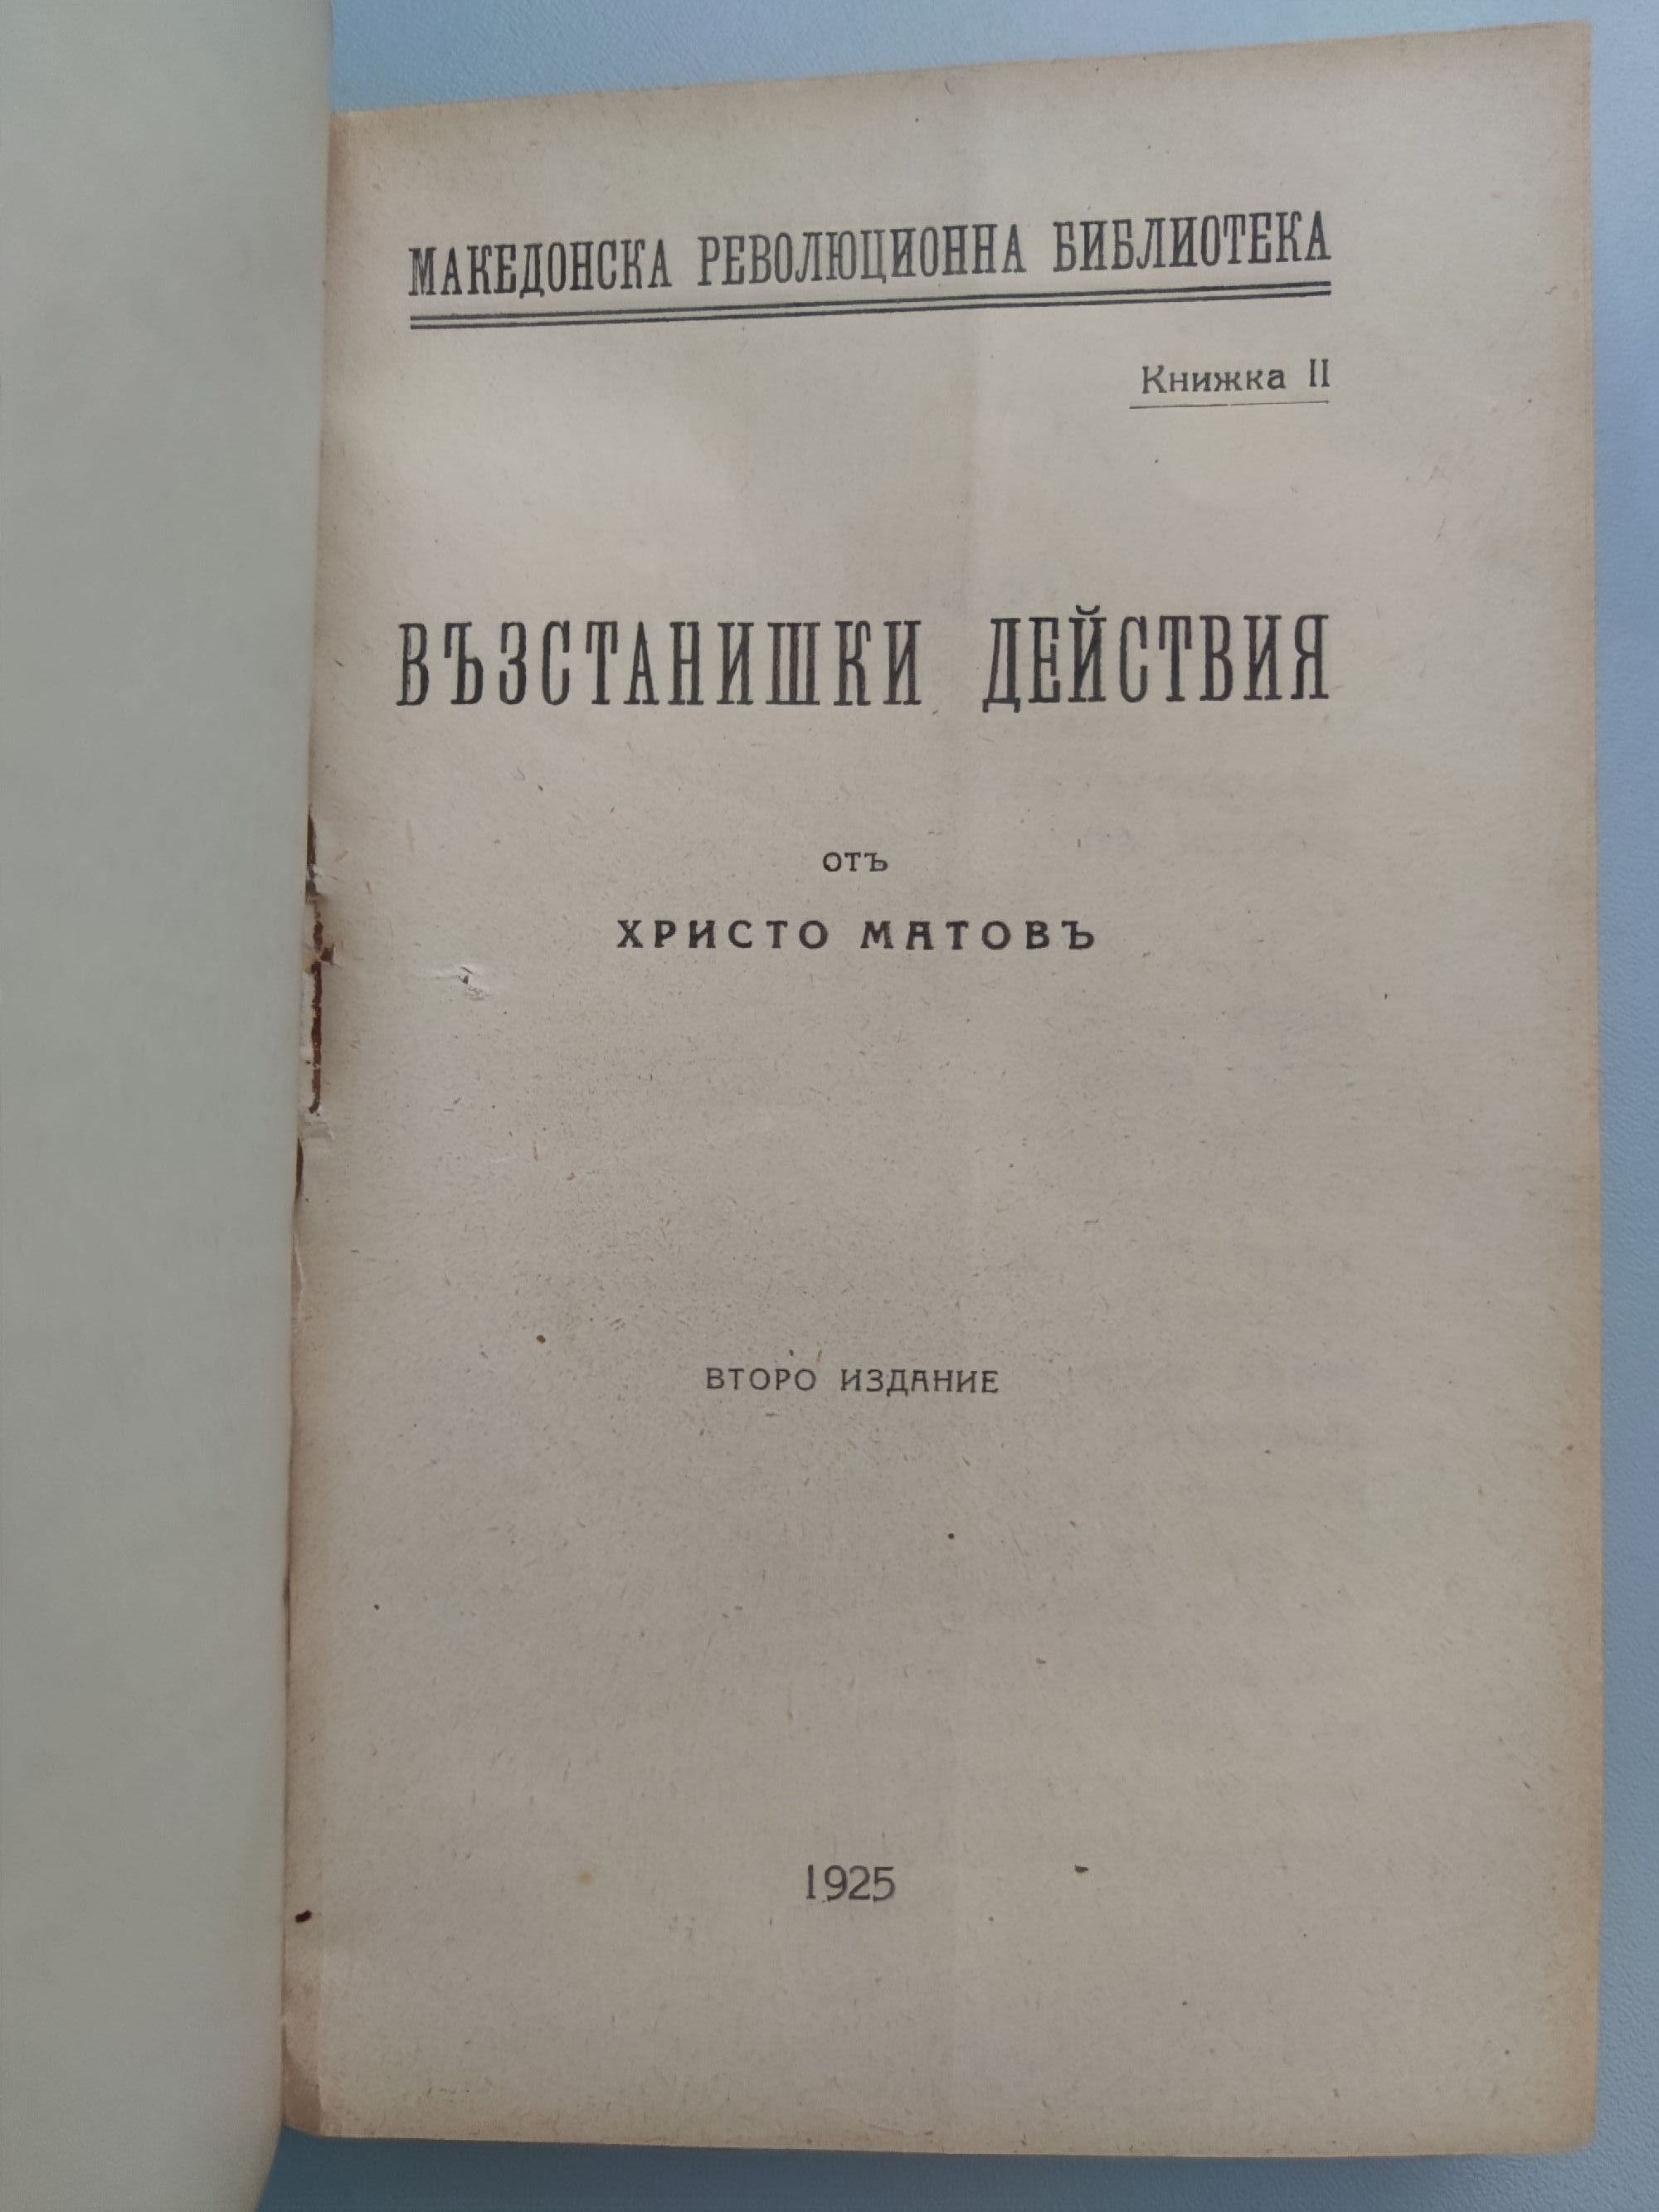 МАКЕДОНСКА РЕВОЛЮЦИОННА БИБЛИОТЕКА
Книжка II
ВЪЗСТАНИШКИ ДЕЙСТВИЯ
отъ
ХРИСТО МАТОВЪ
ВТОРО ИЗДАНИЕ
1925